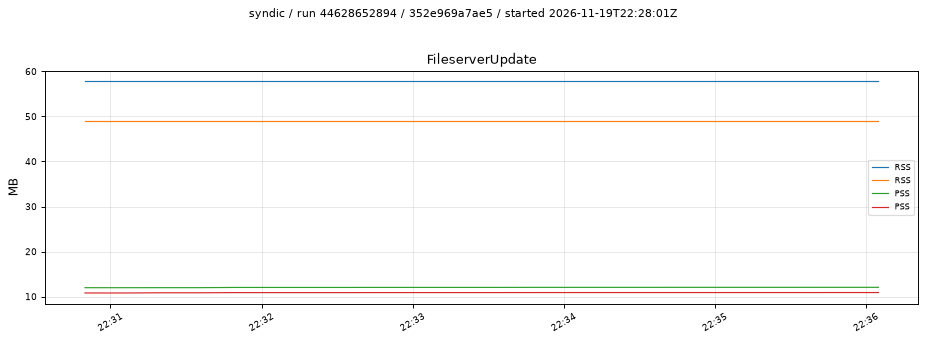 syndic / run 44628652894 / 352e969a7ae5 / started 2026-11-19T22:28:01Z
FileserverUpdate
60
50
40
30
20
10
MB
RSS
RSS
PSS
PSS
22:31
22:32
22:33
22:34
22:35
22:36